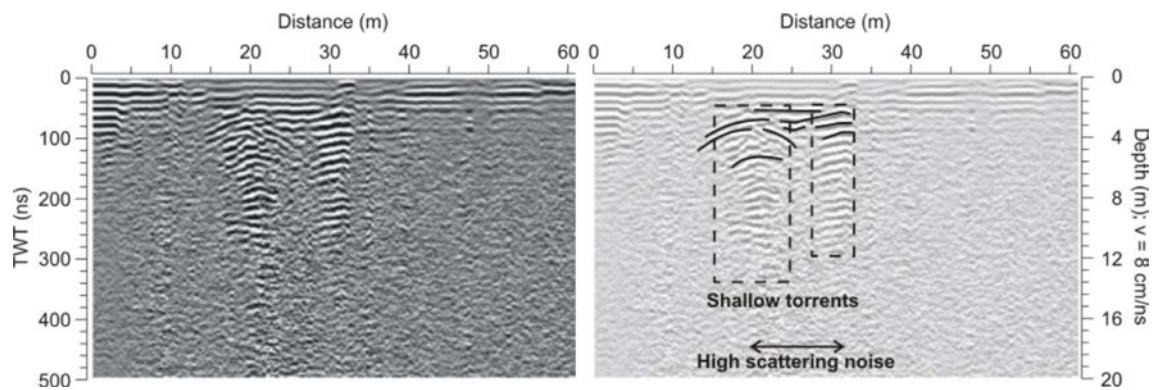 Distance (m)
Distance (m)
0 10 20 30 40 50 60
0 10 20 30 40 50 60
0
100
200
300
400
500
TWT (ns)
0
4
8
12
16
20
Depth (m); v = 8 cm/ns
Shallow torrents
High scattering noise